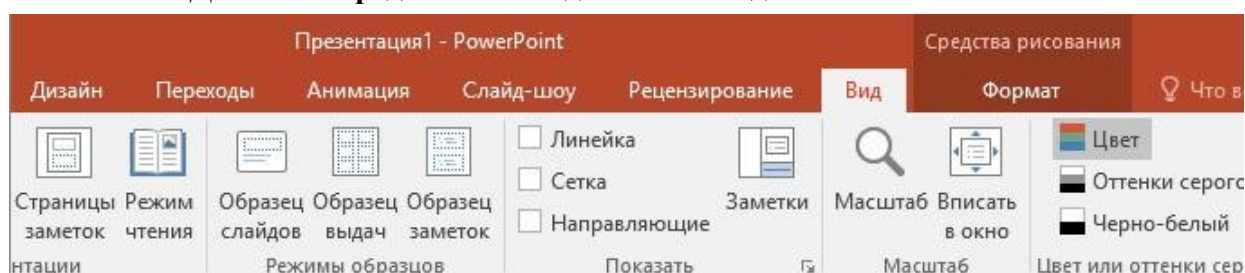 Презентация1 - PowerPoint Средства рисования
Дизайн Переходы Анимация Слайд-шоу Рецензирование Вид Формат Что в
Страницы заметок
Режим чтения
Образец слайдов
Образец выдач
Образец заметок
Линейка
Сетка
Направляющие
Заметки
Масштаб
Вписать в окно
Цвет
Оттенки серого
Черно-белый
нтации Режимы образцов Показать Масштаб Цвет или оттенки сер